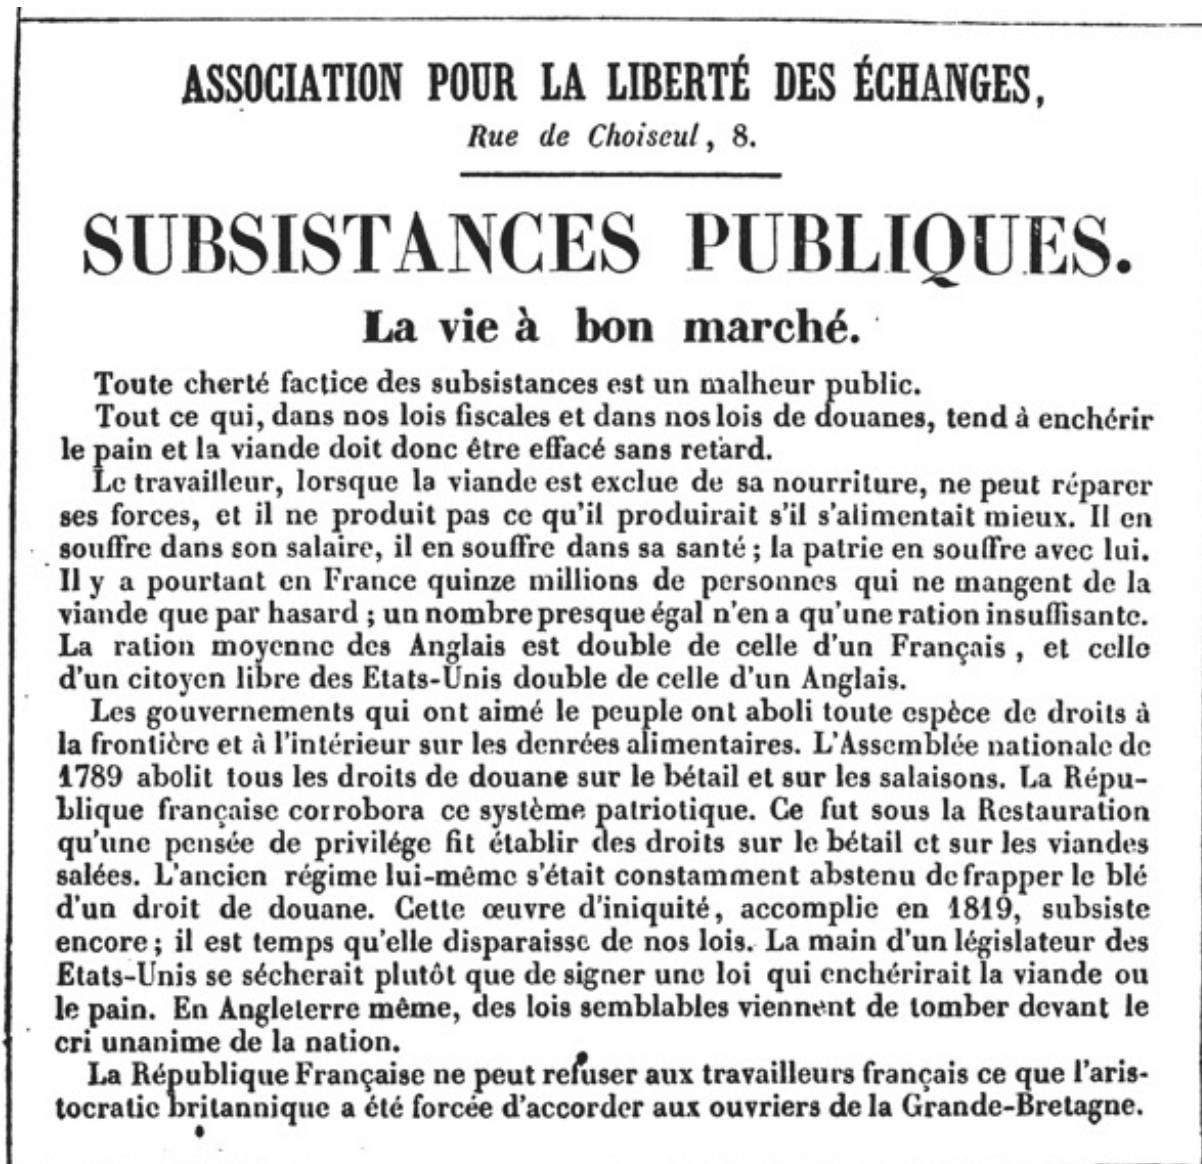 ASSOCIATION POUR LA LIBERTÉ DES ÉCHANGES,
Rue de Choiseul, 8.
SUBSISTANCES PUBLIQUES.
La vie à bon marché.
Toute cherté factice des subsistances est un malheur public.
Tout ce qui, dans nos lois fiscales et dans nos lois de douanes, tend à enchérir
le pain et la viande doit donc être effacé sans retard.
Le travailleur, lorsque la viande est exclue de sa nourriture, ne peut réparer
ses forces, et il ne produit pas ce qu'il produirait s'il s'alimentait mieux. Il en
souffre dans son salaire, il en souffre dans sa santé ; la patrie en souffre avec lui.
Il y a pourtant en France quinze millions de personnes qui ne mangent de la
viande que par hasard ; un nombre presque égal n'en a qu'une ration insuffisante.
La ration moyenne des Anglais est double de celle d'un Français , et celle
d'un citoyen libre des Etats-Unis double de celle d'un Anglais.
Les gouvernements qui ont aimé le peuple ont aboli toute espèce de droits à
la frontière et à l'intérieur sur les denrées alimentaires. L'Assemblée nationale de
1789 abolit tous les droits de douane sur le bétail et sur les salaisons. La Répu-
blique française corrobora ce système patriotique. Ce fut sous la Restauration
qu'une pensée de privilége fit établir des droits sur le bétail et sur les viandes
salées. L'ancien régime lui-même s'était constamment abstenu de frapper le blé
d'un droit de douane. Cette œuvre d'iniquité, accomplie en 1819, subsiste
encore ; il est temps qu'elle disparaisse de nos lois. La main d'un législateur des
Etats-Unis se sécherait plutôt que de signer une loi qui enchérirait la viande ou
le pain. En Angleterre même, des lois semblables viennent de tomber devant le
cri unanime de la nation.
La République Française ne peut refuser aux travailleurs français ce que l'aris-
tocratie britannique a été forcée d'accorder aux ouvriers de la Grande-Bretagne.